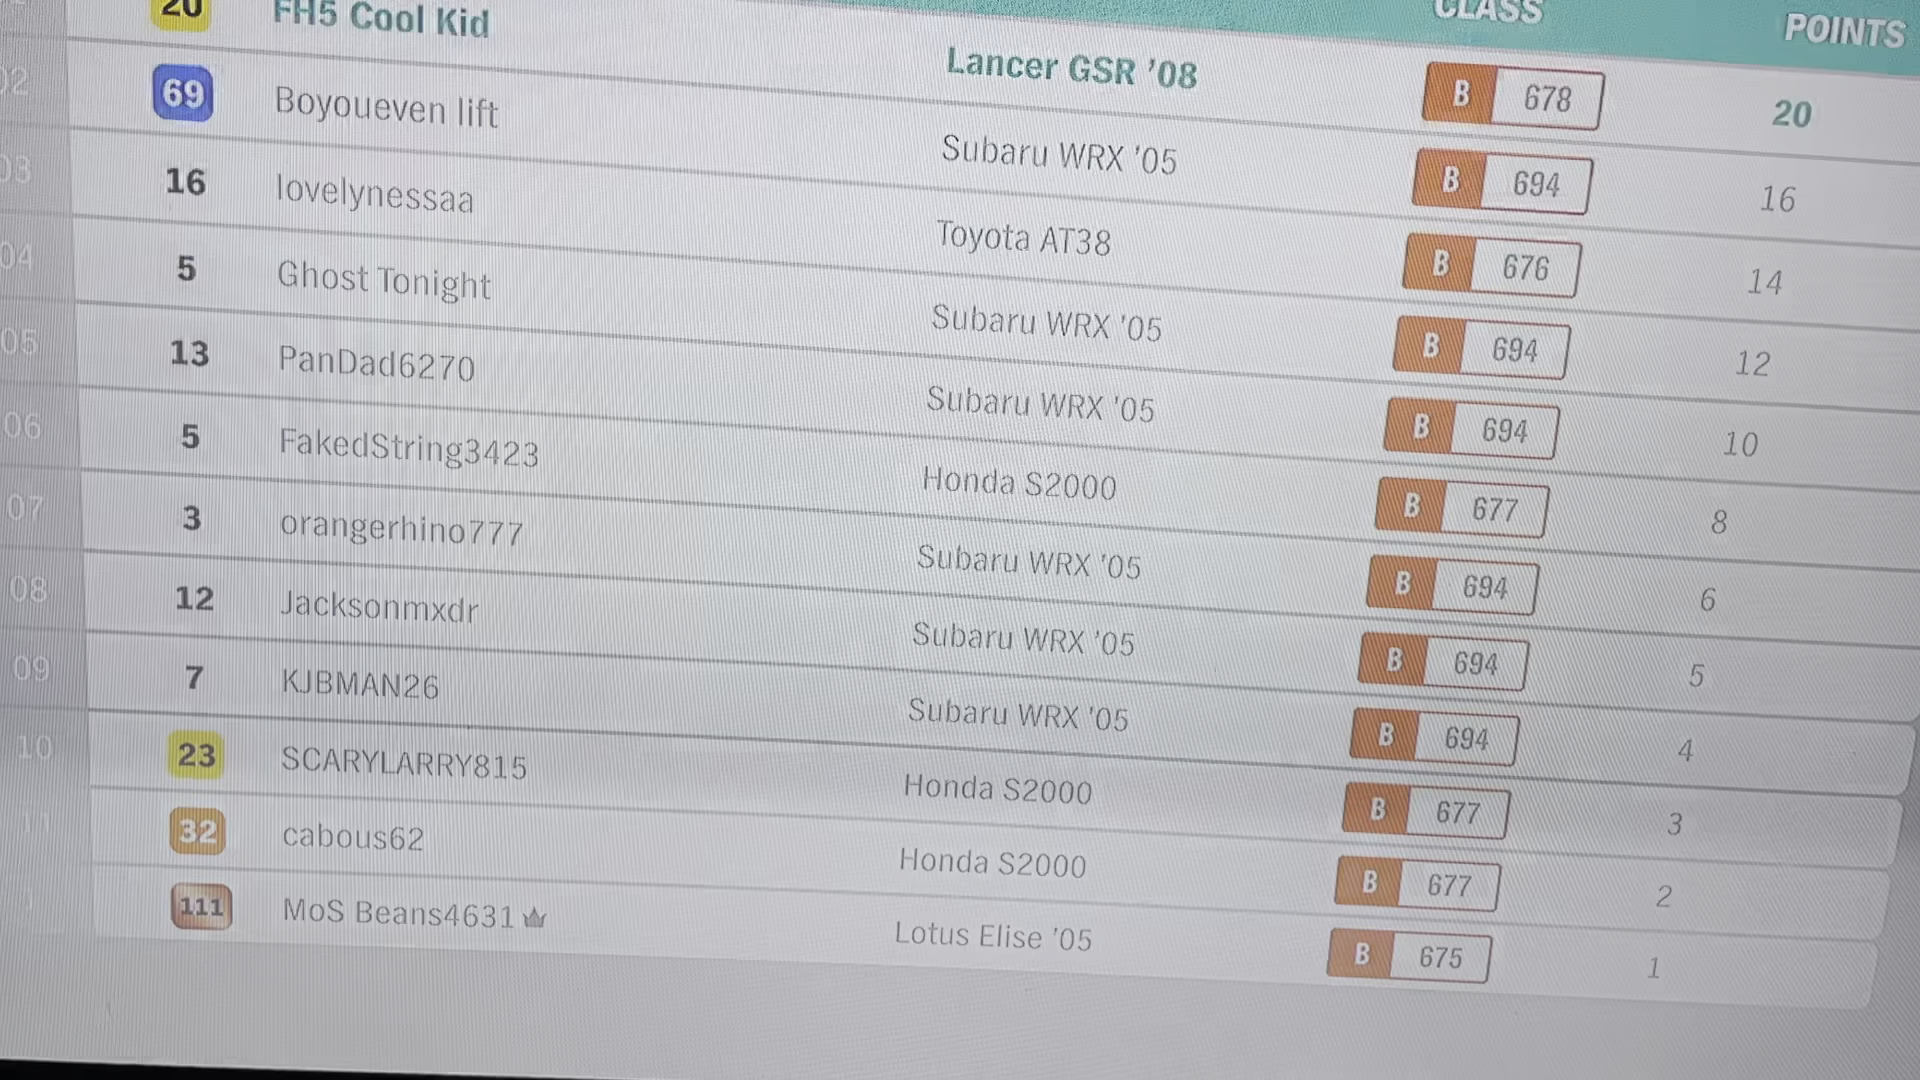 CLASS POINTS
20 FH5 Cool Kid Lancer GSR '08 B 678 20
02 69 Boyoueven lift Subaru WRX '05 B 694 16
03 16 lovelynessaa Toyota AT38 B 676 14
04 5 Ghost Tonight Subaru WRX '05 B 694 12
05 13 PanDad6270 Subaru WRX '05 B 694 10
06 5 FakedString3423 Honda S2000 B 677 8
07 3 orangerhino777 Subaru WRX '05 B 694 6
08 12 Jacksonmxdr Subaru WRX '05 B 694 5
09 7 KJBMAN26 Subaru WRX '05 B 694 4
10 23 SCARYLARRY815 Honda S2000 B 677 3
11 32 cabous62 Honda S2000 B 677 2
111 MoS Beans4631 Lotus Elise '05 B 675 1